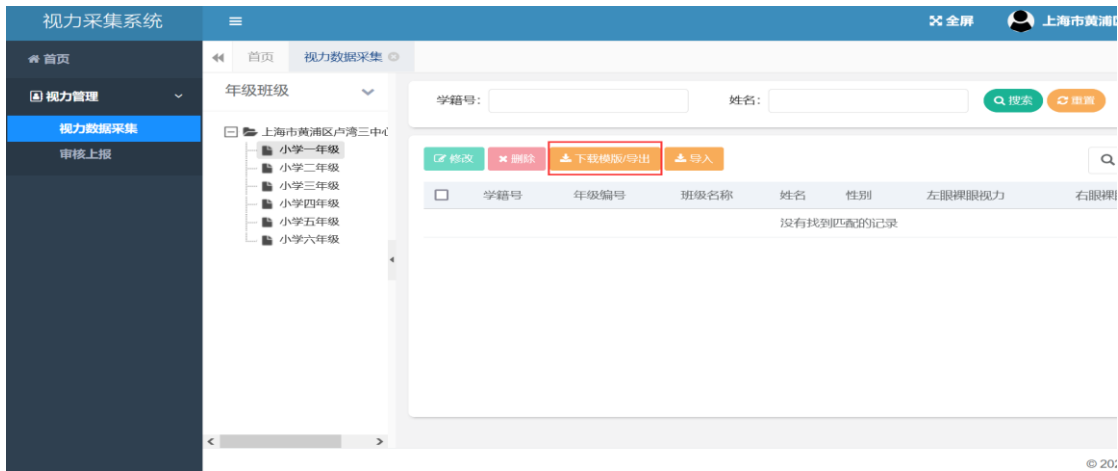 视力采集系统
全屏
上海市黄浦
首页
首页
视力数据采集
视力管理
视力数据采集
审核上报
年级班级
上海市黄浦区卢湾三中心
小学一年级
小学二年级
小学三年级
小学四年级
小学五年级
小学六年级
学籍号:
姓名:
搜索
重置
修改
删除
下载模版/导出
导入
学籍号 年级编号 班级名称 姓名 性别 左眼裸眼视力 右眼裸
没有找到匹配的记录
© 202